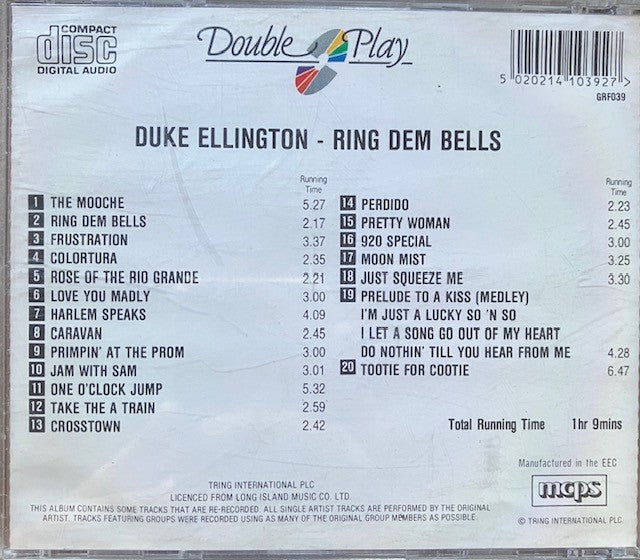 COMPACT
disc
DIGITAL AUDIO
Double Play
5 020214 103927 >
GRF039
DUKE ELLINGTON - RING DEM BELLS
Running
Time
1 THE MOOCHE 5.27
2 RING DEM BELLS 2.17
3 FRUSTRATION 3.37
4 COLORTURA 2.35
5 ROSE OF THE RIO GRANDE 2.21
6 LOVE YOU MADLY 3.00
7 HARLEM SPEAKS 4.09
8 CARAVAN 2.45
9 PRIMPIN' AT THE PROM 3.00
10 JAM WITH SAM 3.01
11 ONE O'CLOCK JUMP 5.32
12 TAKE THE A TRAIN 2.59
13 CROSSTOWN 2.42
Running
Time
14 PERDIDO 2.23
15 PRETTY WOMAN 2.45
16 920 SPECIAL 3.00
17 MOON MIST 3.25
18 JUST SQUEEZE ME 3.30
19 PRELUDE TO A KISS (MEDLEY)
I'M JUST A LUCKY SO 'N SO
I LET A SONG GO OUT OF MY HEART
DO NOTHIN' TILL YOU HEAR FROM ME 4.28
20 TOOTIE FOR COOTIE 6.47
Total Running Time 1hr 9mins
Manufactured in the EEC
mcps
© TRING INTERNATIONAL PLC.
TRING INTERNATIONAL PLC
LICENCED FROM LONG ISLAND MUSIC CO. LTD.
THIS ALBUM CONTAINS SOME TRACKS THAT ARE RE-RECORDED. ALL SINGLE ARTIST TRACKS ARE PERFORMED BY THE ORIGINAL
ARTIST. TRACKS FEATURING GROUPS WERE RECORDED USING AS MANY OF THE ORIGINAL GROUP MEMBERS AS POSSIBLE.